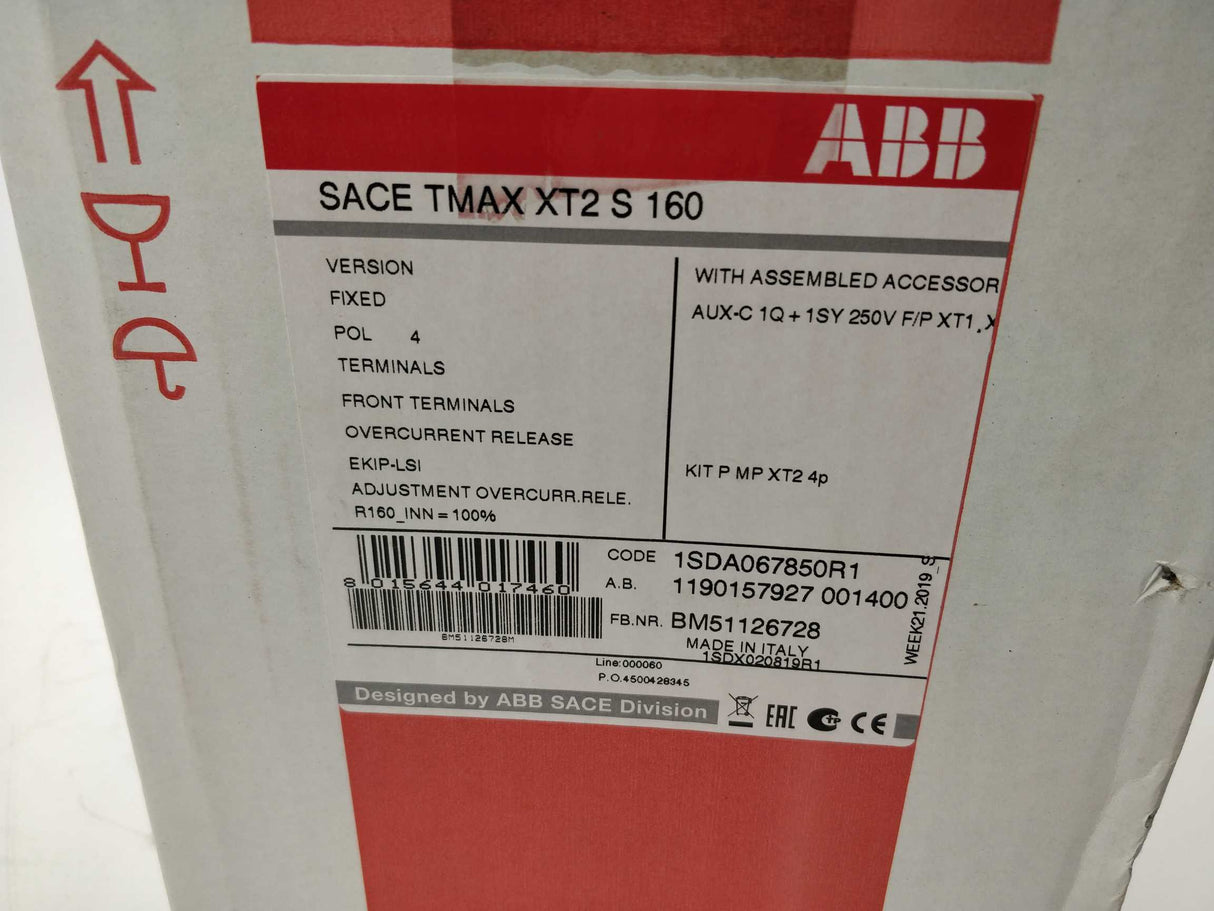 ABB
SACE TMAX XT2 S 160
VERSION
FIXED
POL 4
TERMINALS
FRONT TERMINALS
OVERCURRENT RELEASE
EKIP-LSI
ADJUSTMENT OVERCURR.RELE.
R160_INN = 100%
WITH ASSEMBLED ACCESSOR
AUX-C 1Q + 1SY 250V F/P XT1, X
KIT P MP XT2 4p
8 015644 017460
BM51126728M
CODE 1SDA067850R1
A.B. 1190157927 001400
FB.NR. BM51126728
MADE IN ITALY
1SDX020819R1
WEEK21.2019_S
Line:000060
P.O.4500428345
Designed by ABB SACE Division
EAC
CE